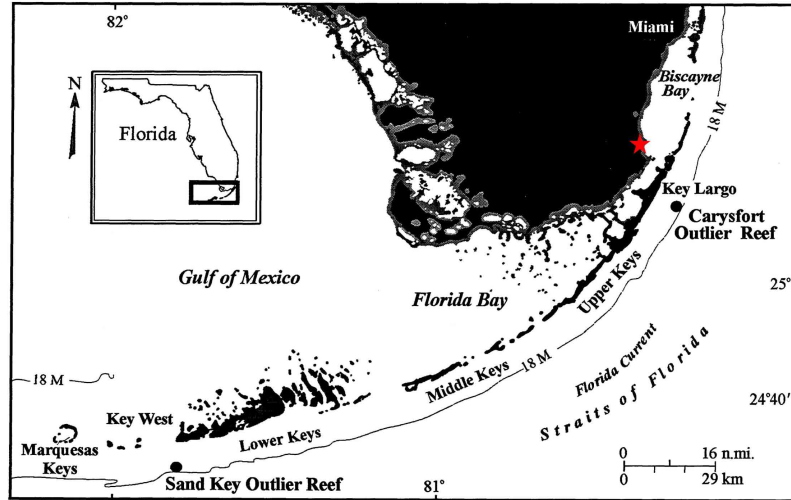 82°
Miami
Biscayne
Bay
N
Florida
18 M
Key Largo
Carysfort
Outlier Reef
Gulf of Mexico
Upper Keys
25°
Florida Bay
Florida Current
Straits of Florida
18 M
Middle Keys
18 M
24°40'
Key West
Lower Keys
Marquesas
Keys
0 16 n.mi.
0 29 km
Sand Key Outlier Reef
81°